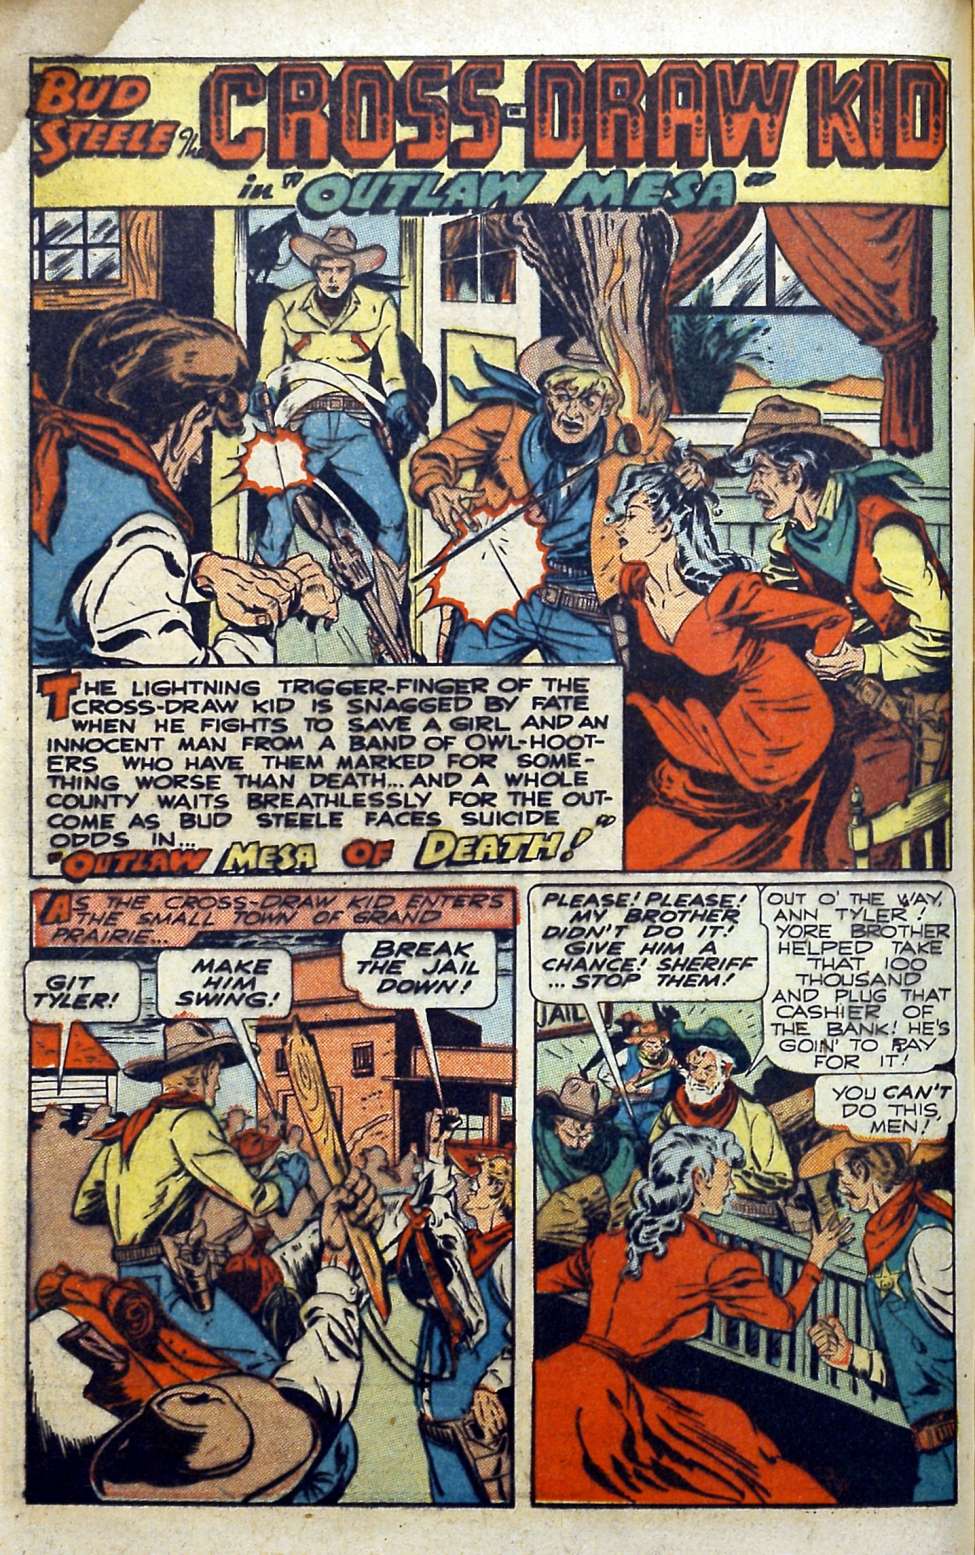 BUD
STEELE the
CROSS-DRAW KID
in "OUTLAW MESA"
THE LIGHTNING TRIGGER-FINGER OF THE
CROSS-DRAW KID IS SNAGGED BY FATE
WHEN HE FIGHTS TO SAVE A GIRL AND AN
INNOCENT MAN FROM A BAND OF OWL-HOOT-
ERS WHO HAVE THEM MARKED FOR SOME-
THING WORSE THAN DEATH... AND A WHOLE
COUNTY WAITS BREATHLESSLY FOR THE OUT-
COME AS BUD STEELE FACES SUICIDE
ODDS IN...
"OUTLAW MESA OF DEATH!"
AS THE CROSS-DRAW KID ENTERS
THE SMALL TOWN OF GRAND
PRAIRIE...
GIT
TYLER!
MAKE
HIM
SWING!
BREAK
THE JAIL
DOWN!
PLEASE! PLEASE!
MY BROTHER
DIDN'T DO IT!
GIVE HIM A
CHANCE! SHERIFF
... STOP THEM!
OUT O' THE WAY,
ANN TYLER!
YORE BROTHER
HELPED TAKE
THAT 100
THOUSAND
AND PLUG THAT
CASHIER OF
THE BANK! HE'S
GOIN' TO PAY
FOR IT!
JAIL
YOU CAN'T
DO THIS,
MEN!